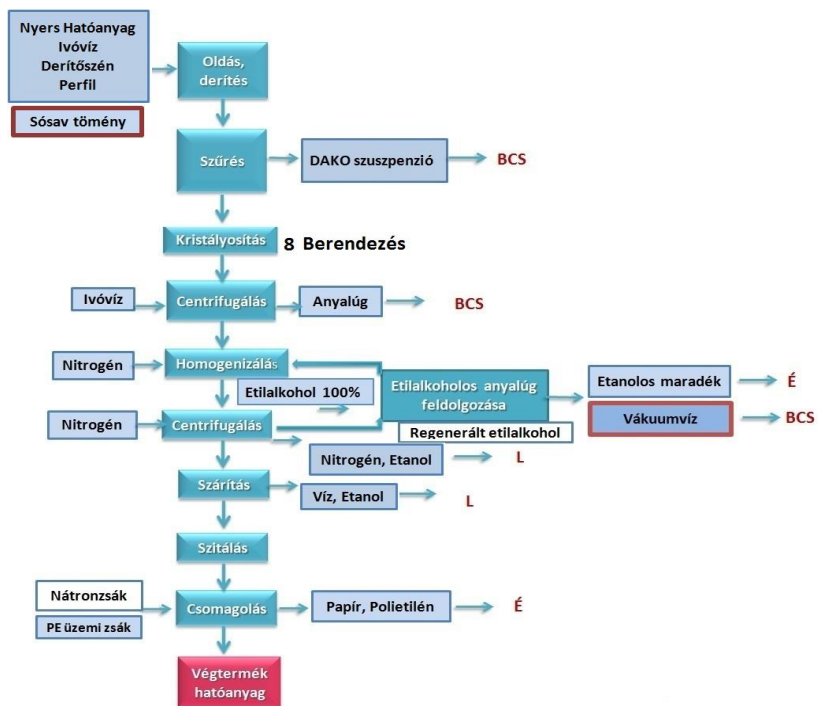 Nyers Hatóanyag
Ivóvíz
Derítőszén
Perfil
Sósav tömény
Oldás,
derítés
Szűrés
DAKO szuszpenzió
BCS
Kristályosítás
8 Berendezés
Ivóvíz
Centrifugálás
Anyalúg
BCS
Nitrogén
Homogenizálás
Etilalkohol 100%
Etilalkoholos anyalúg
feldolgozása
Regenerált etilalkohol
Etanolos maradék
É
Vákuumvíz
BCS
Nitrogén
Centrifugálás
Nitrogén, Etanol
L
Szárítás
Víz, Etanol
L
Szitálás
Nátronzsák
PE üzemi zsák
Csomagolás
Papír, Polietilén
É
Végtermék
hatóanyag